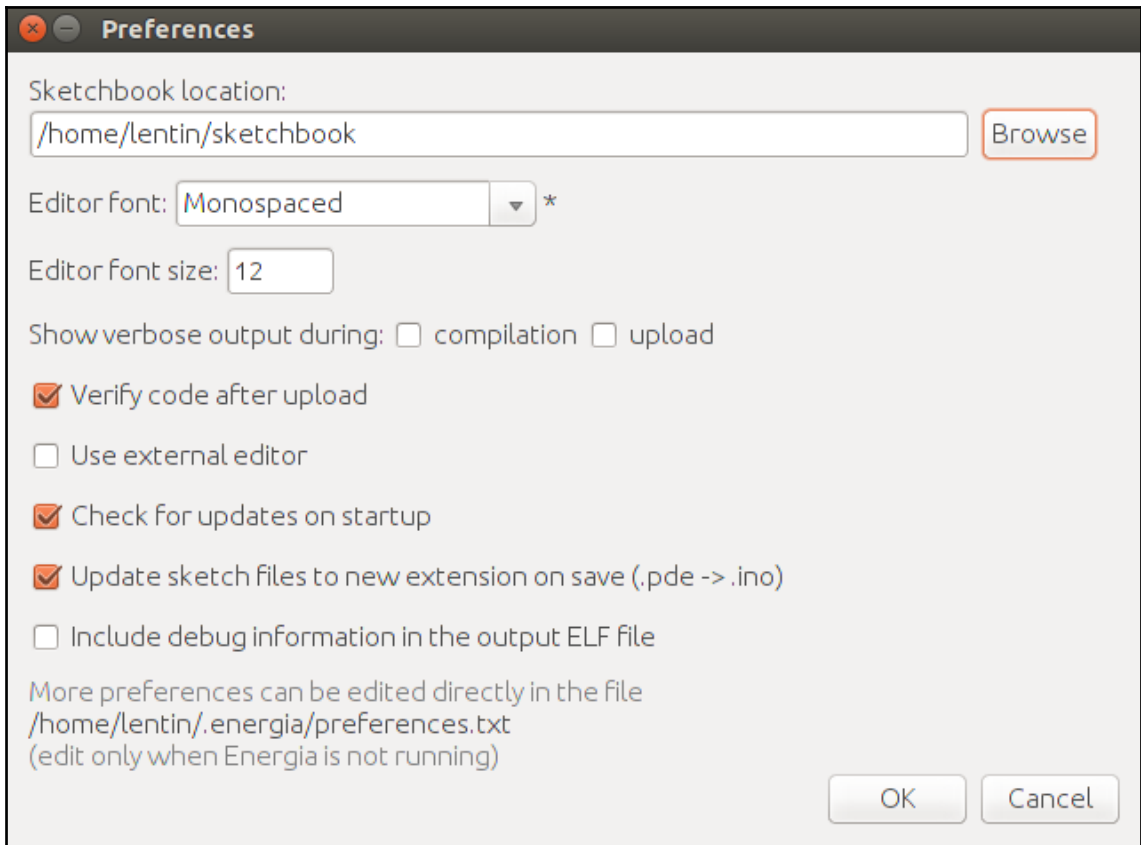 Preferences
Sketchbook location:
/home/lentin/sketchbook Browse
Editor font: Monospaced *
Editor font size: 12
Show verbose output during: compilation upload
Verify code after upload
Use external editor
Check for updates on startup
Update sketch files to new extension on save (.pde -> .ino)
Include debug information in the output ELF file
More preferences can be edited directly in the file
/home/lentin/.energia/preferences.txt
(edit only when Energia is not running)
OK Cancel